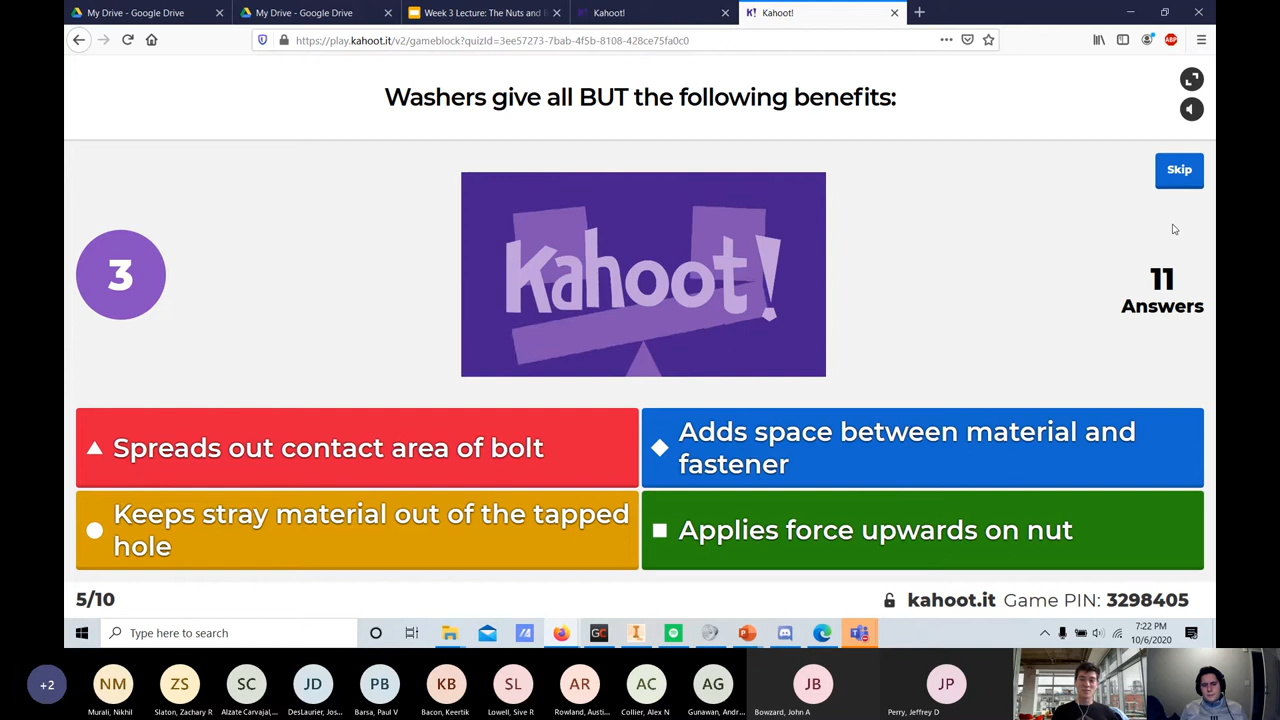 My Drive - Google Drive
My Drive - Google Drive
Week 3 Lecture: The Nuts and
Kahoot!
K! Kahoot!
https://play.kahoot.it/v2/gameblock?quizId=3ee57273-7bab-4f5b-8108-428ce75fa0c0
ABP
Washers give all BUT the following benefits:
Skip
3
Kahoot!
11
Answers
Spreads out contact area of bolt
Adds space between material and
fastener
Keeps stray material out of the tapped
hole
Applies force upwards on nut
5/10
kahoot.it Game PIN: 3298405
Type here to search
GC
7:22 PM
10/6/2020
+2
NM
ZS
SC
JD
PB
KB
SL
AR
AC
AG
JB
JP
Murali, Nikhil
Slaton, Zachary R
Alzate Carvajal,...
DesLaurier, Jos...
Barsa, Paul V
Bacon, Keertik
Lowell, Sive R
Rowland, Austi...
Collier, Alex N
Gunawan, Andr...
Bowzard, John A
Perry, Jeffrey D